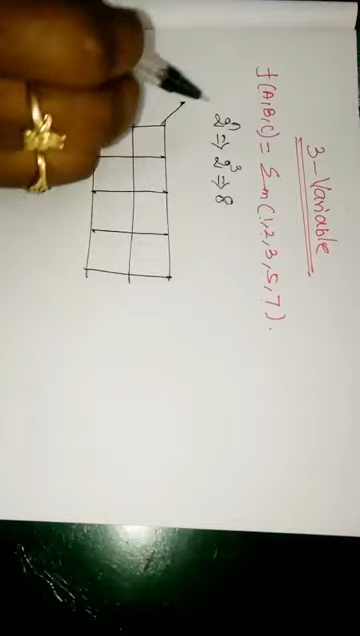 3-Variable
f(A,B,C) = Σm(1,2,3,5,7).
2ⁿ ⇒ 2³ ⇒ 8